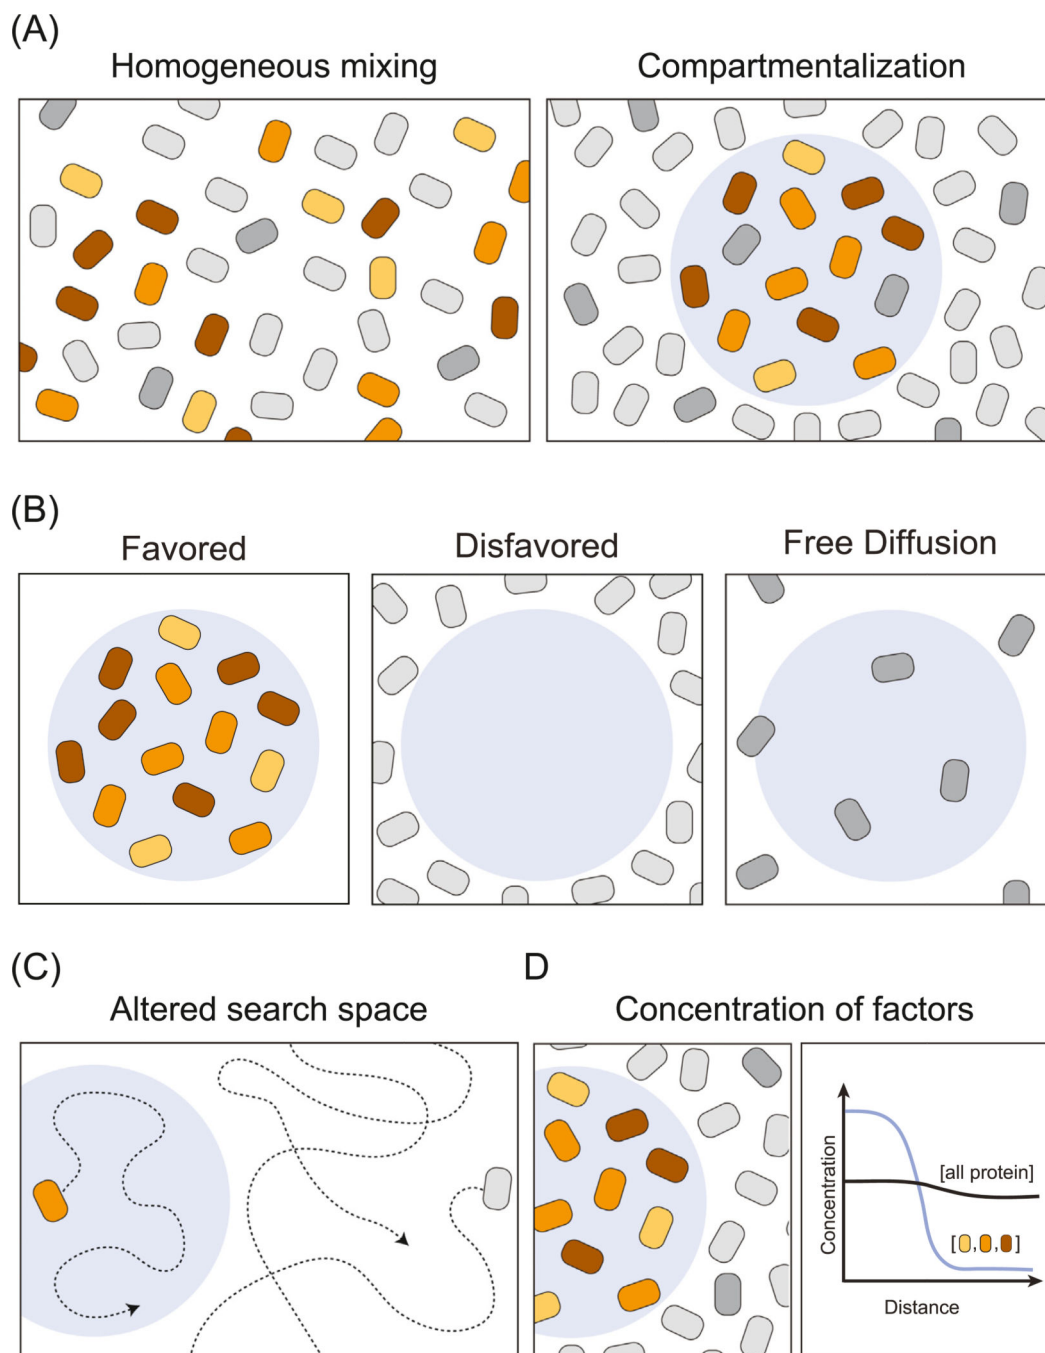 (A)
Homogeneous mixing
Compartmentalization
(B)
Favored
Disfavored
Free Diffusion
(C)
D
Altered search space
Concentration of factors
Concentration
[all protein]
[ , , ]
Distance